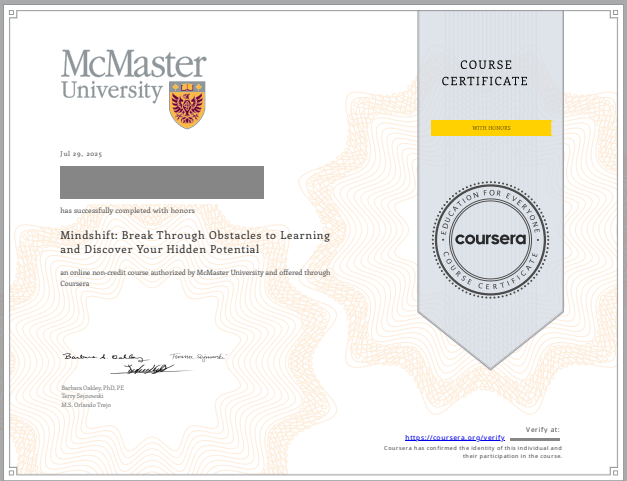 McMaster
University
COURSE
CERTIFICATE
WITH HONORS
Jul 29, 2025
has successfully completed with honors
Mindshift: Break Through Obstacles to Learning
and Discover Your Hidden Potential
an online non-credit course authorized by McMaster University and offered through
Coursera
EDUCATION FOR EVERYONE
coursera
COURSE CERTIFICATE
Barbara A. Oakley Terrence Sejnowski
Barbara Oakley, PhD, PE
Terry Sejnowski
M.S. Orlando Trejo
Verify at:
https://coursera.org/verify
Coursera has confirmed the identity of this individual and
their participation in the course.